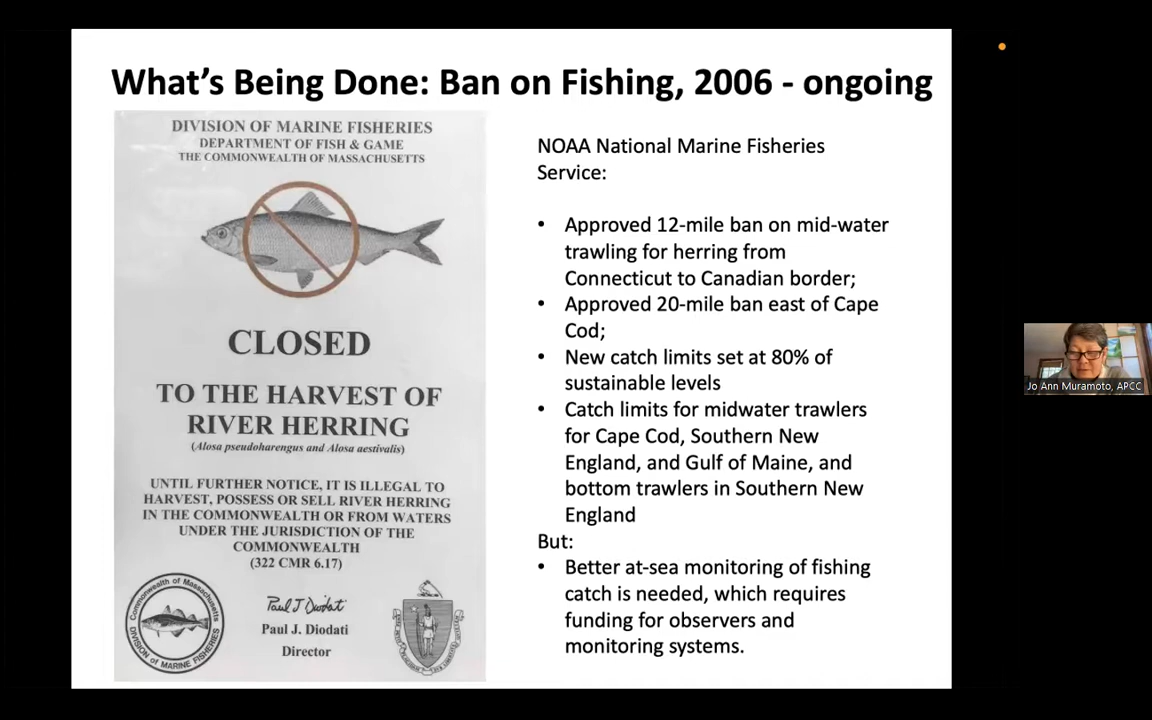 What's Being Done: Ban on Fishing, 2006 - ongoing
DIVISION OF MARINE FISHERIES
DEPARTMENT OF FISH & GAME
THE COMMONWEALTH OF MASSACHUSETTS
CLOSED
TO THE HARVEST OF
RIVER HERRING
(Alosa pseudoharengus and Alosa aestivalis)
UNTIL FURTHER NOTICE, IT IS ILLEGAL TO
HARVEST, POSSESS OR SELL RIVER HERRING
IN THE COMMONWEALTH OR FROM WATERS
UNDER THE JURISDICTION OF THE
COMMONWEALTH
(322 CMR 6.17)
Commonwealth of Massachusetts
DIVISION of MARINE FISHERIES
Paul J Diodati
Paul J. Diodati
Director
NOAA National Marine Fisheries
Service:
• Approved 12-mile ban on mid-water
trawling for herring from
Connecticut to Canadian border;
• Approved 20-mile ban east of Cape
Cod;
• New catch limits set at 80% of
sustainable levels
• Catch limits for midwater trawlers
for Cape Cod, Southern New
England, and Gulf of Maine, and
bottom trawlers in Southern New
England
But:
• Better at-sea monitoring of fishing
catch is needed, which requires
funding for observers and
monitoring systems.
Jo Ann Muramoto, APCC